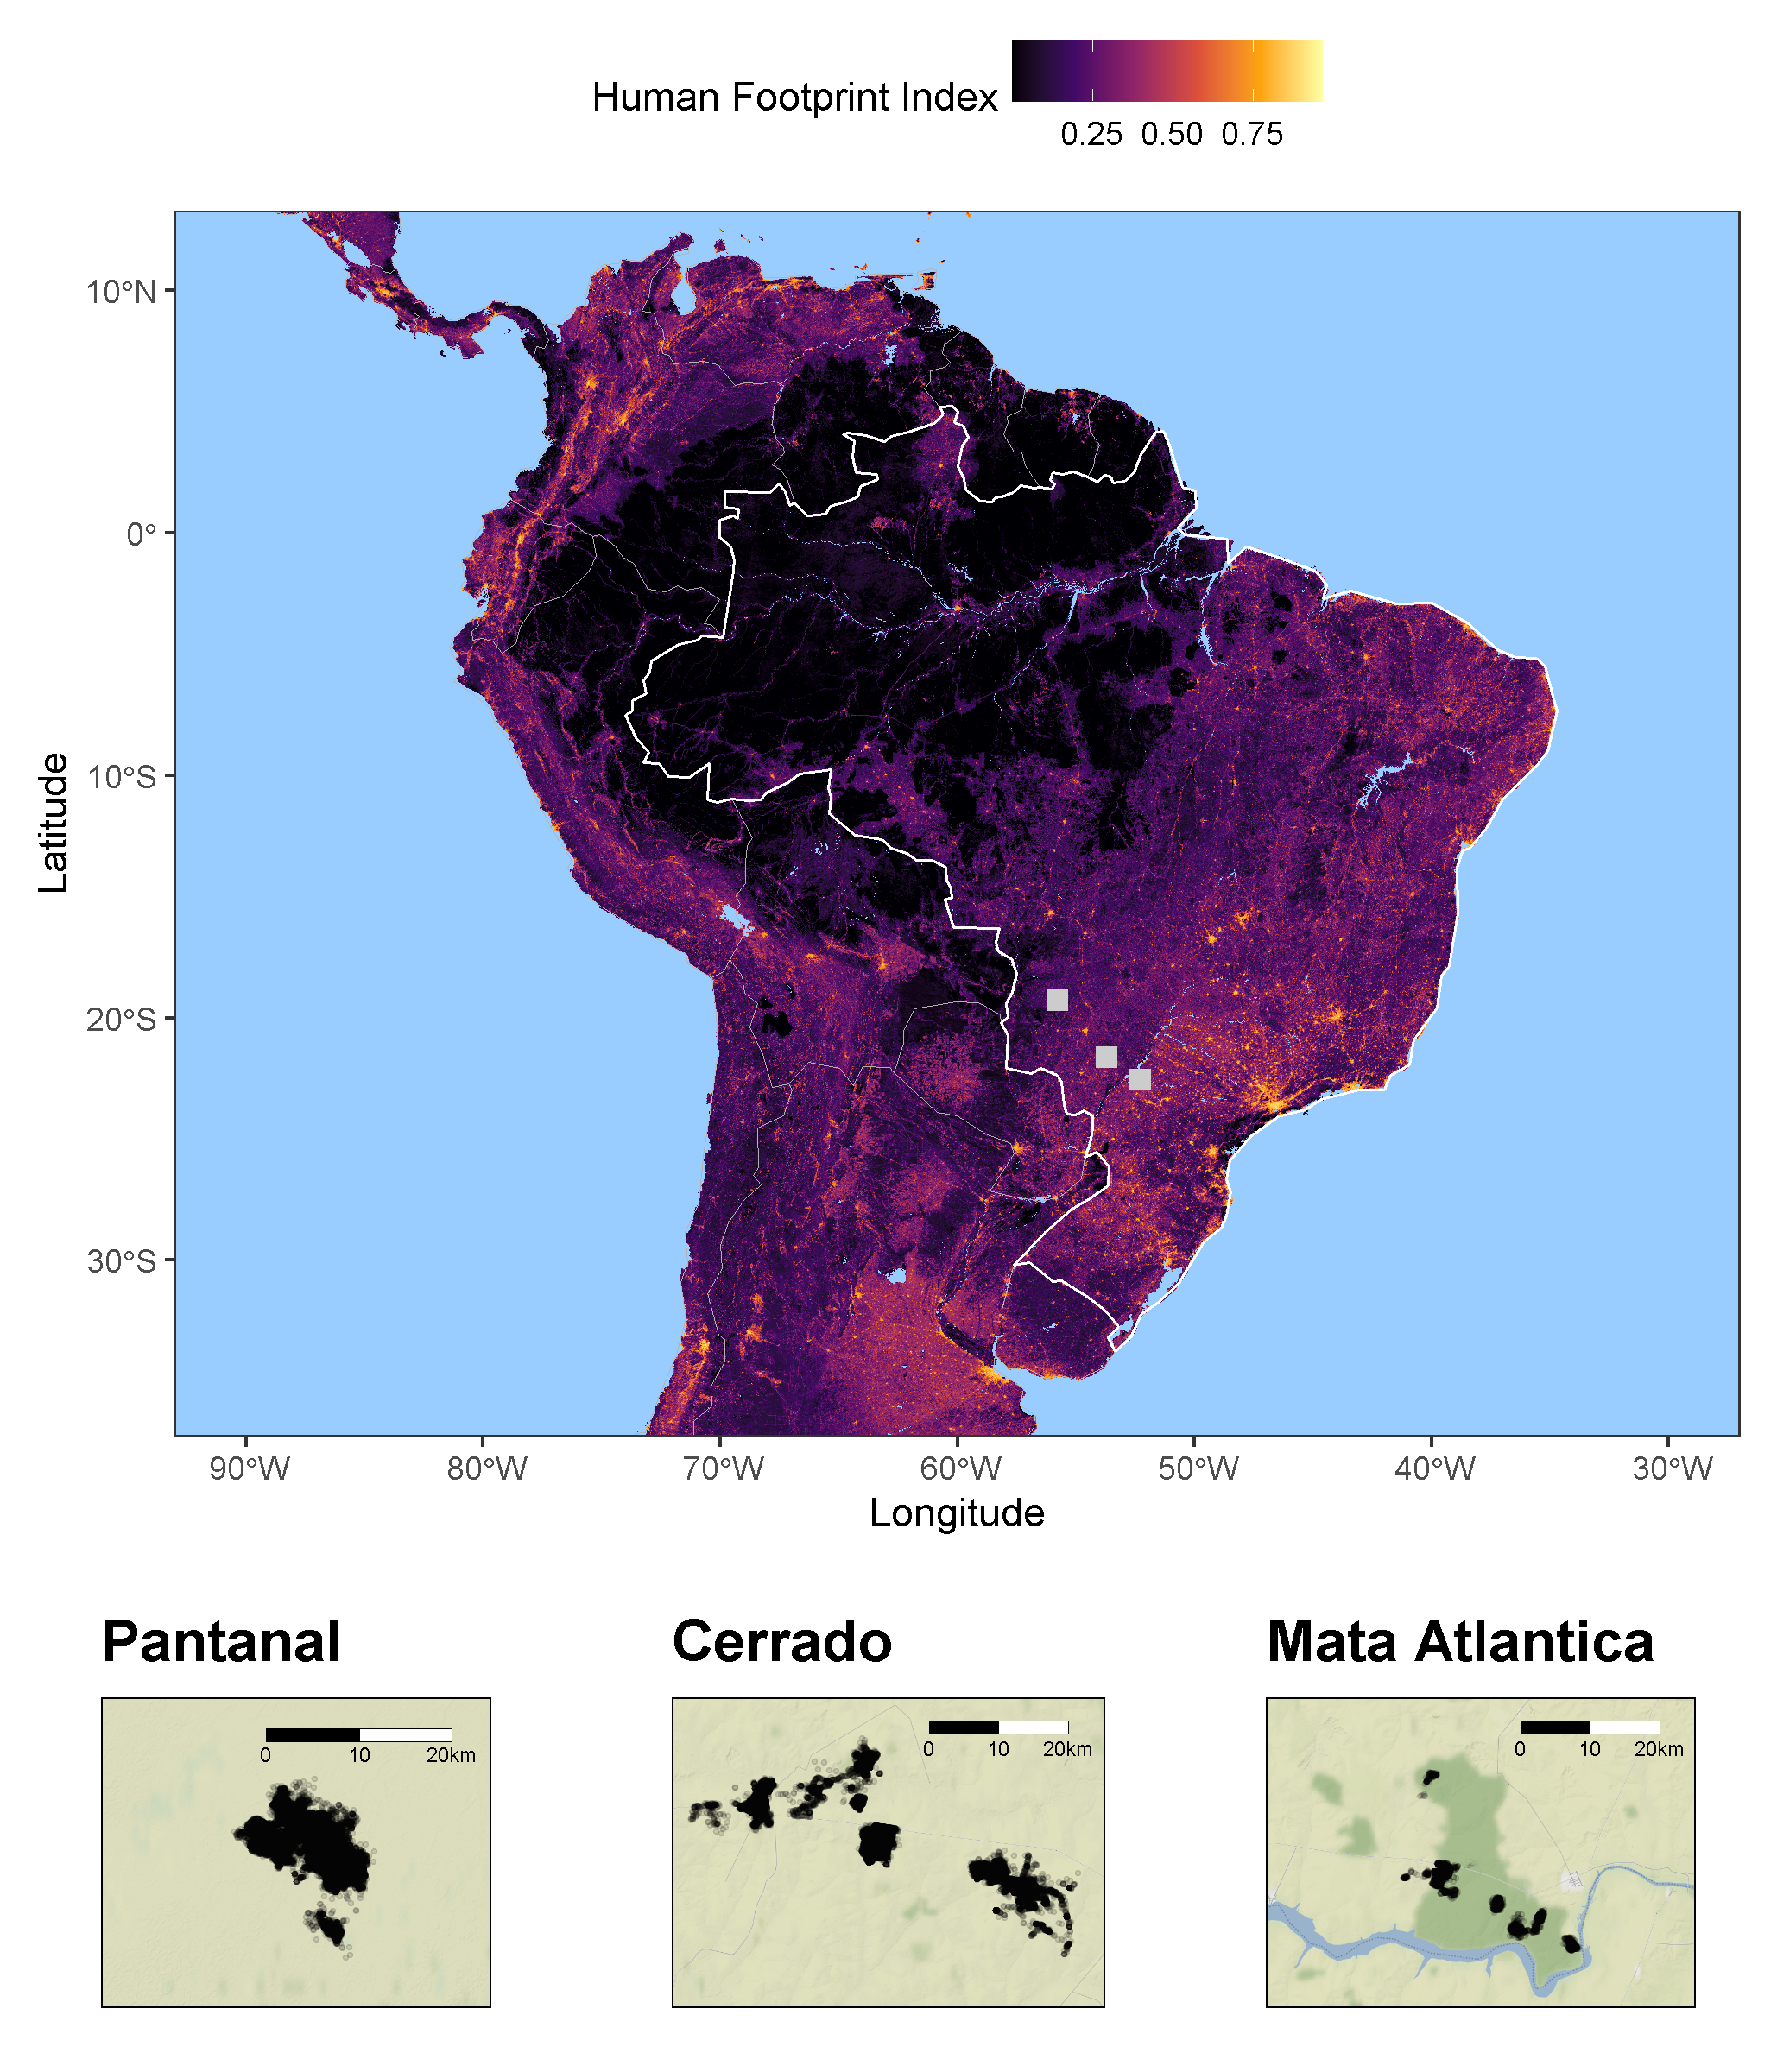 Human Footprint Index
0.25 0.50 0.75
10°N
0°
10°S
20°S
30°S
Latitude
90°W 80°W 70°W 60°W 50°W 40°W 30°W
Longitude
Pantanal
0 10 20km
Cerrado
0 10 20km
Mata Atlantica
0 10 20km